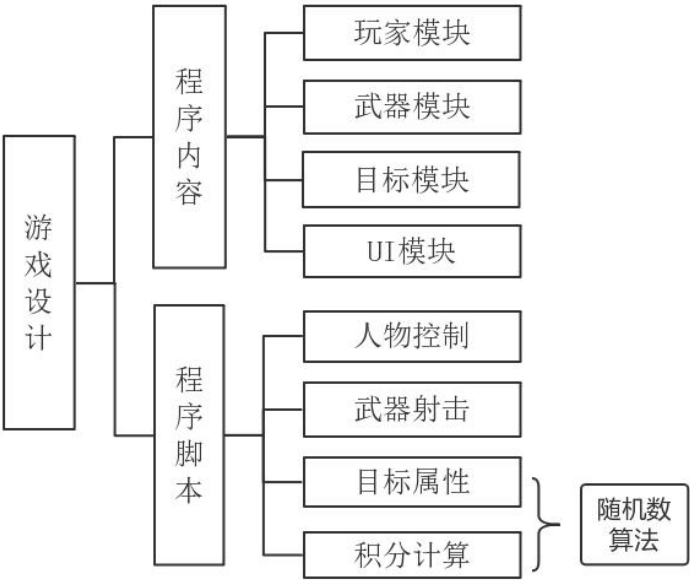 游戏设计
程序内容
玩家模块
武器模块
目标模块
UI模块
程序脚本
人物控制
武器射击
目标属性
积分计算
随机数
算法